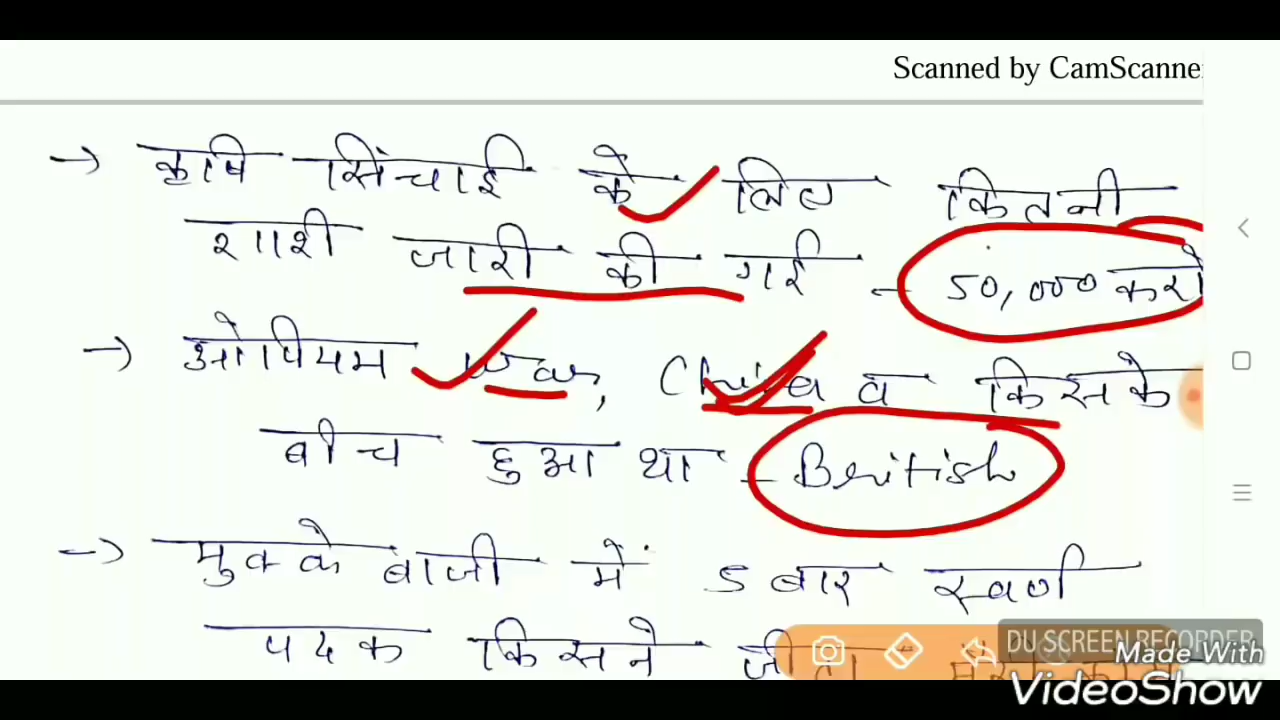 Scanned by CamScanne
→ कृषि सिंचाई के लिए कितनी
राशी जारी की गई - 50,000 करो
→ ओपियम war, China व किसके
बीच हुआ था - British
→ मुक्के बाजी में 5 बार स्वर्ण
पदक किसने जीता
DU SCREEN RECORDER
Made With
VideoShow